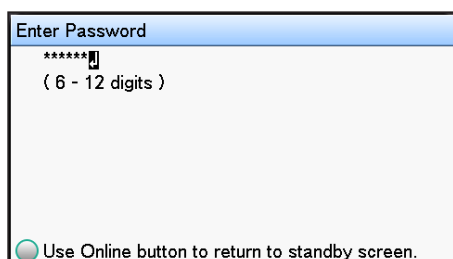 Enter Password
******↵
( 6 - 12 digits )
Use Online button to return to standby screen.